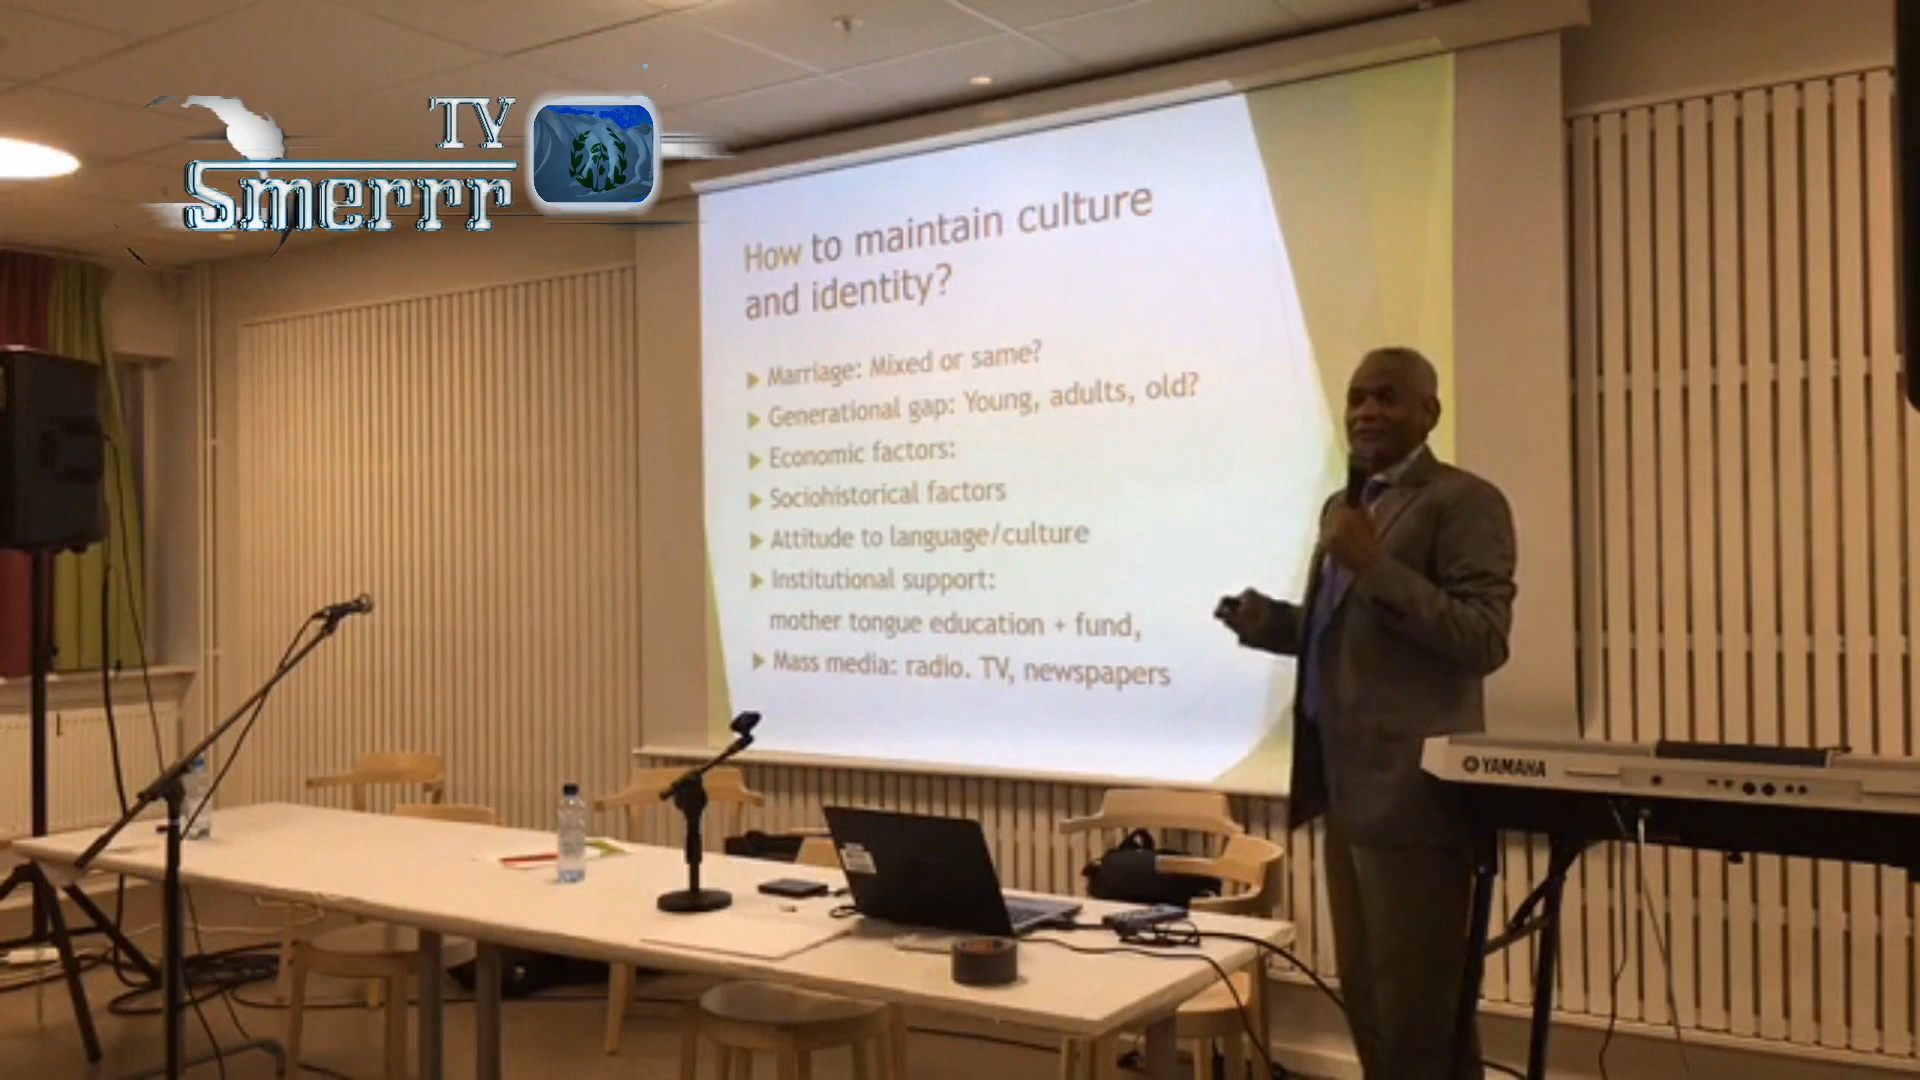 TV
Smerrr
How to maintain culture
and identity?
Marriage: Mixed or same?
Generational gap: Young, adults, old?
Economic factors:
Sociohistorical factors
Attitude to language/culture
Institutional support:
mother tongue education + fund,
Mass media: radio. TV, newspapers
YAMAHA